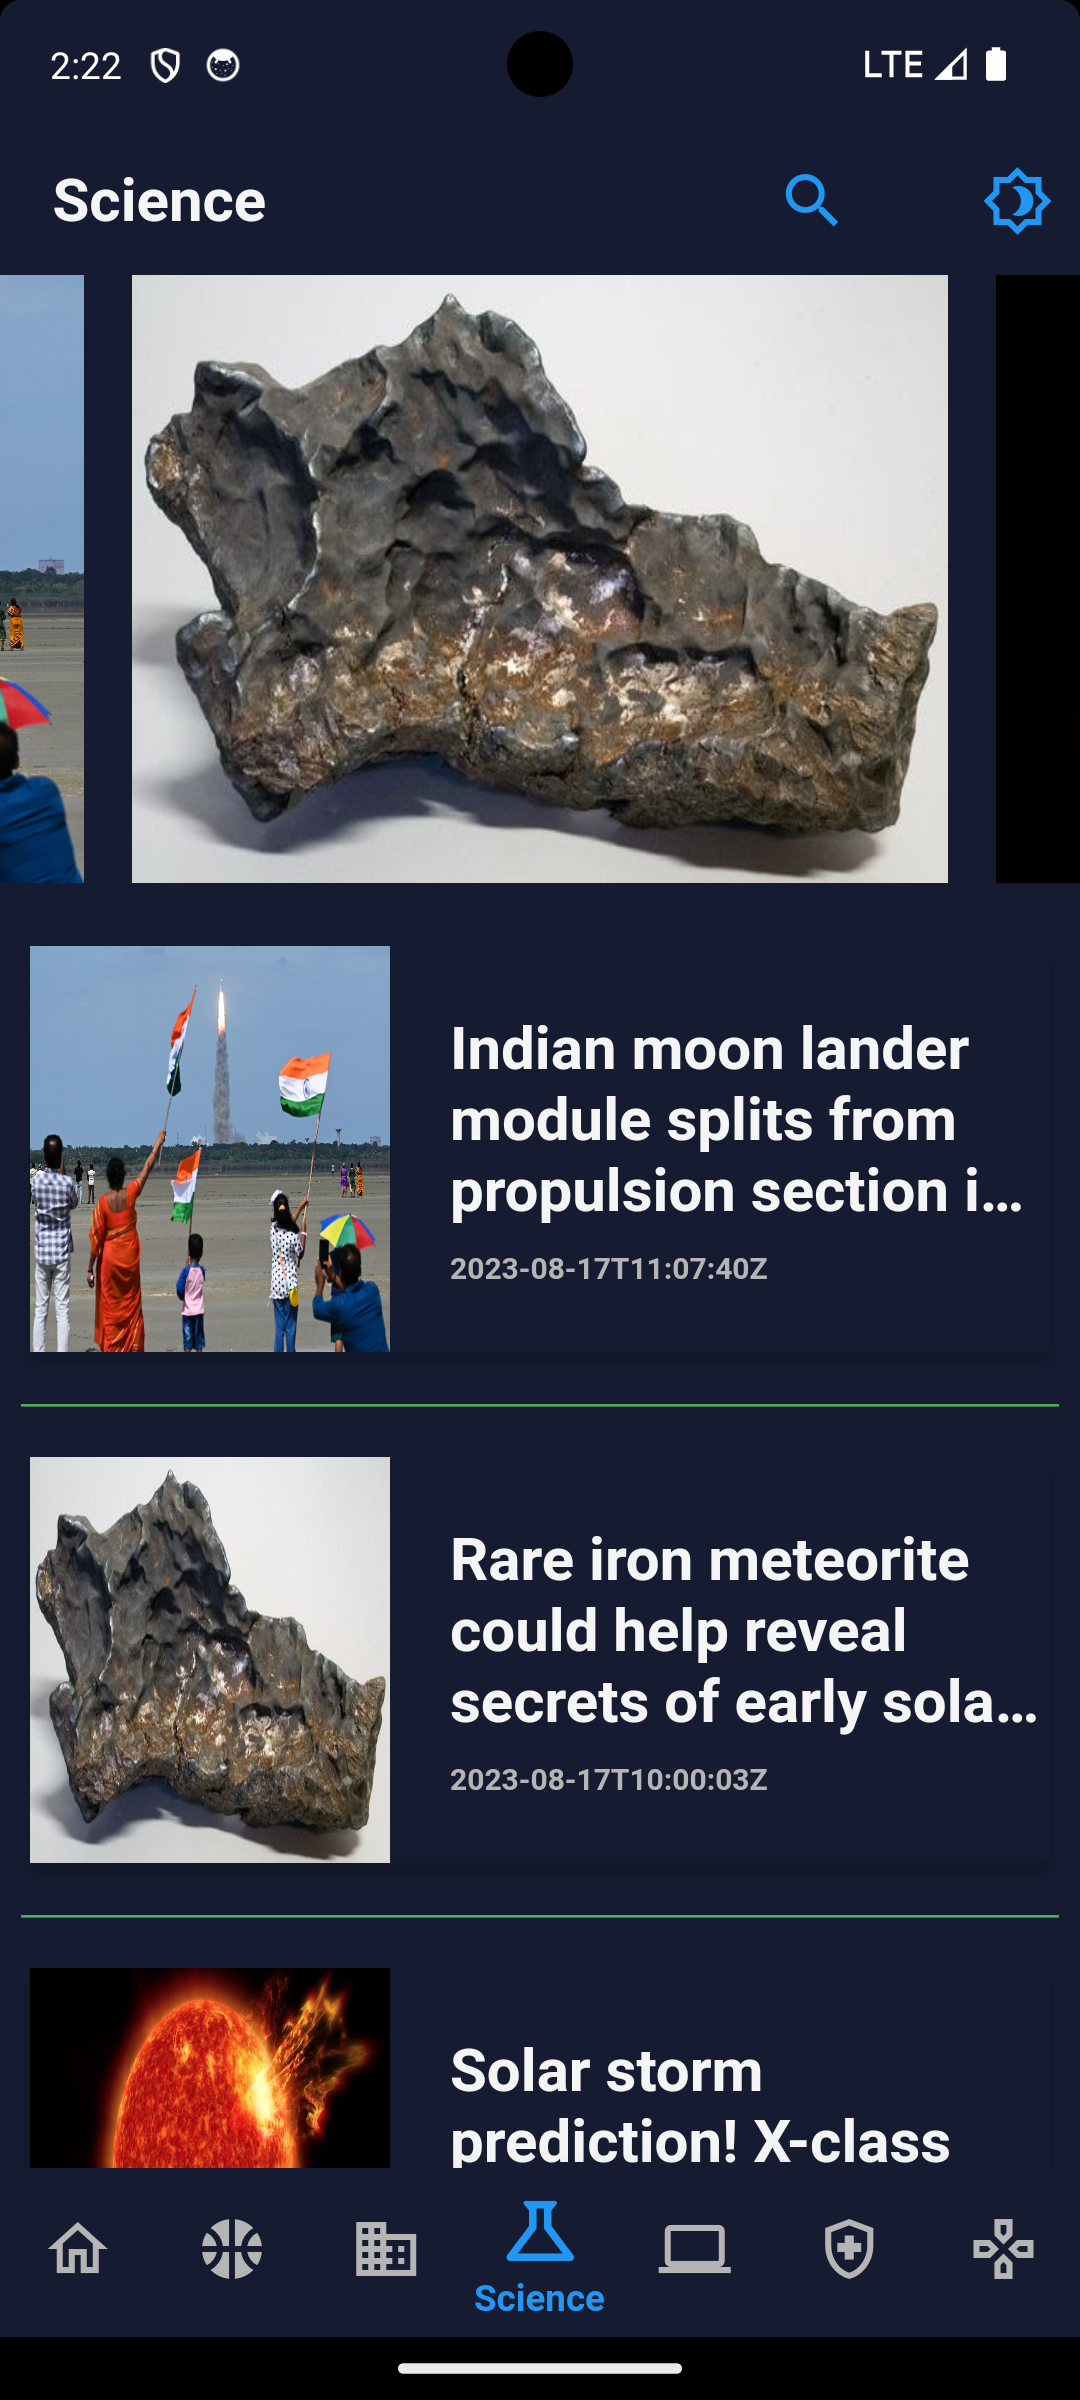 2:22
LTE
Science
Indian moon lander
module splits from
propulsion section i...
2023-08-17T11:07:40Z
Rare iron meteorite
could help reveal
secrets of early sola...
2023-08-17T10:00:03Z
Solar storm
prediction! X-class
Science